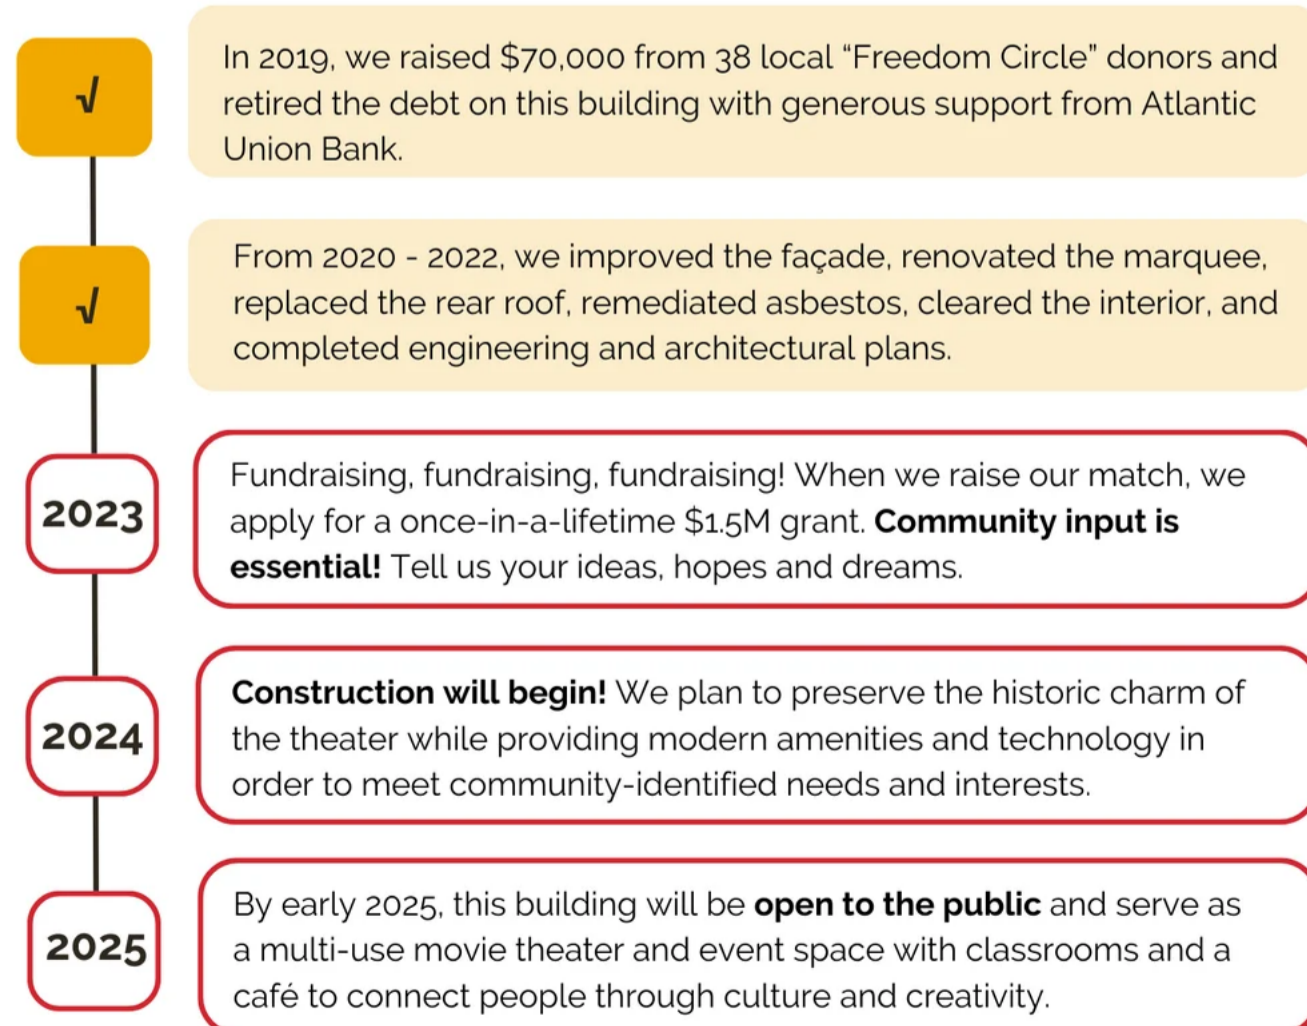 √
In 2019, we raised $70,000 from 38 local “Freedom Circle” donors and
retired the debt on this building with generous support from Atlantic
Union Bank.
√
From 2020 - 2022, we improved the façade, renovated the marquee,
replaced the rear roof, remediated asbestos, cleared the interior, and
completed engineering and architectural plans.
2023
Fundraising, fundraising, fundraising! When we raise our match, we
apply for a once-in-a-lifetime $1.5M grant. Community input is
essential! Tell us your ideas, hopes and dreams.
2024
Construction will begin! We plan to preserve the historic charm of
the theater while providing modern amenities and technology in
order to meet community-identified needs and interests.
2025
By early 2025, this building will be open to the public and serve as
a multi-use movie theater and event space with classrooms and a
café to connect people through culture and creativity.